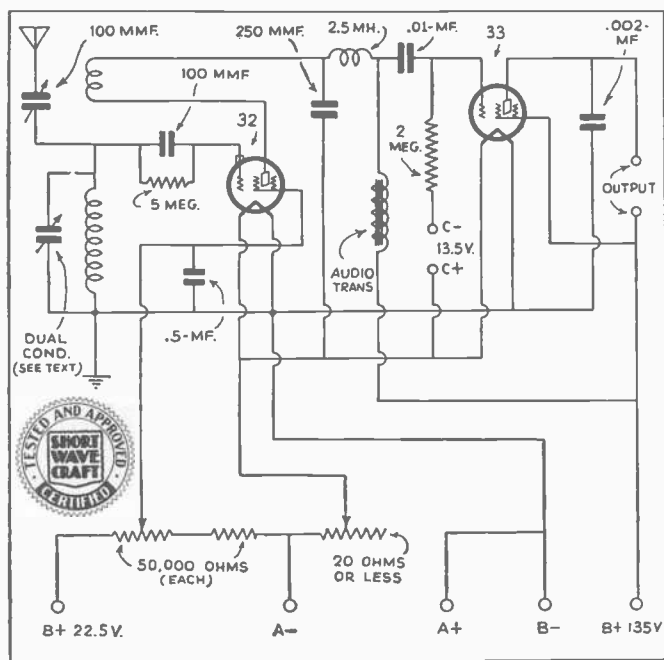 100 MMF.
250 MMF.
2.5 MH.
.01-MF.
33
.002-
MF
100 MMF
32
5 MEG.
2
MEG.
C-
13.5V.
C+
OUTPUT
AUDIO
TRANS
DUAL
COND.
(SEE TEXT)
.5-MF.
TESTED AND APPROVED
SHORT
WAVE
CRAFT
CERTIFIED
50,000 OHMS
(EACH)
20 OHMS
OR LESS
B+ 22.5V.
A-
A+
B-
B+ 135V